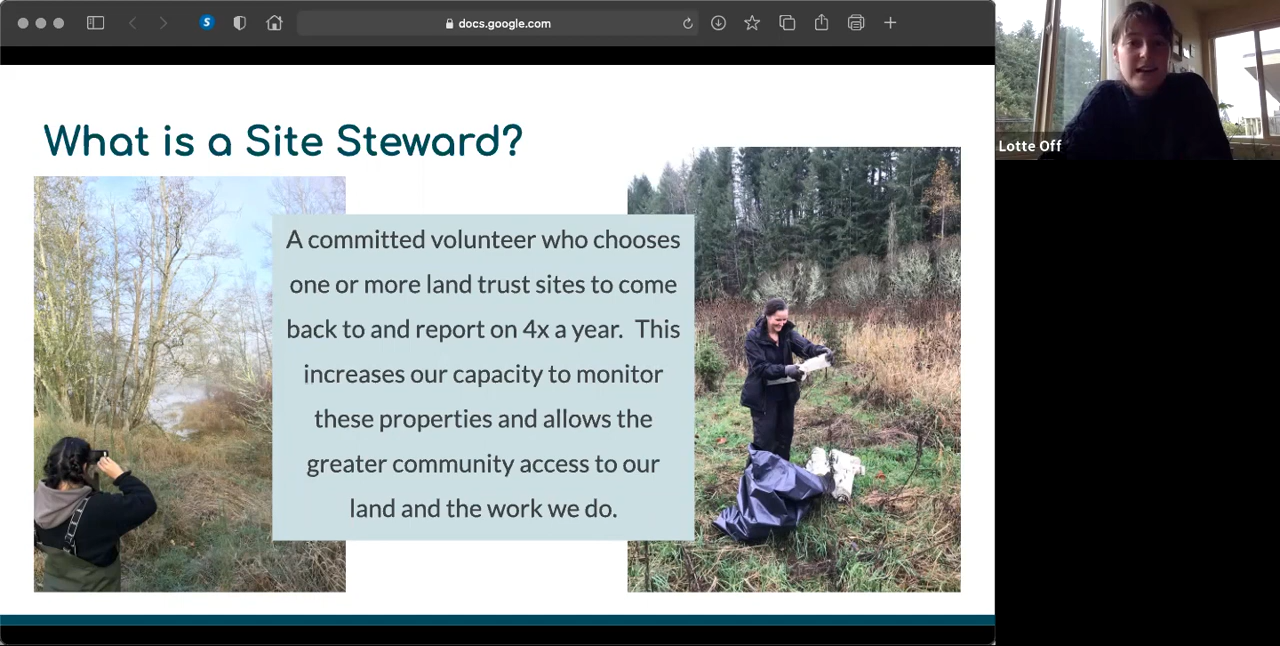 docs.google.com
What is a Site Steward?
A committed volunteer who chooses
one or more land trust sites to come
back to and report on 4x a year.  This
increases our capacity to monitor
these properties and allows the
greater community access to our
land and the work we do.
Lotte Off